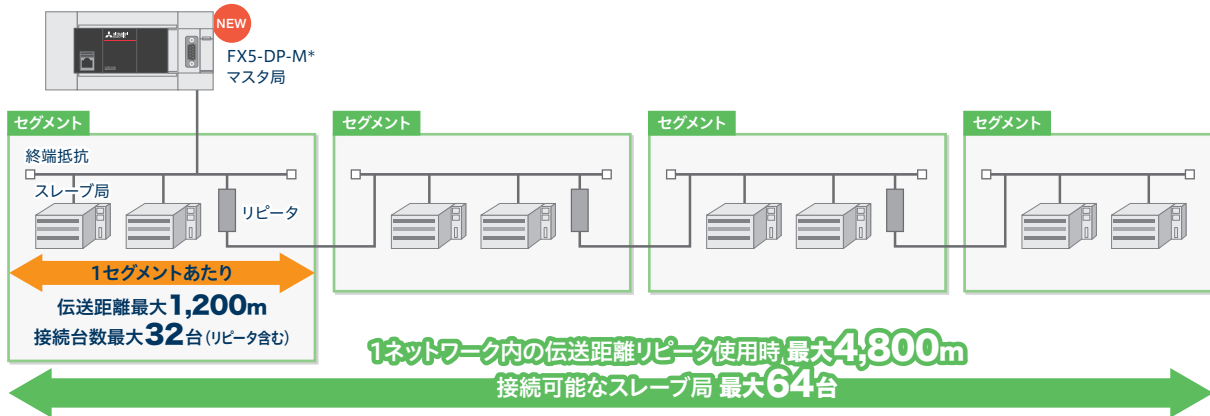 NEW
FX5-DP-M*
マスタ局
セグメント
セグメント
セグメント
セグメント
終端抵抗
スレーブ局
リピータ
1セグメントあたり
伝送距離最大1,200m
接続台数最大32台(リピータ含む)
1ネットワーク内の伝送距離リピータ使用時 最大4,800m
接続可能なスレーブ局 最大64台